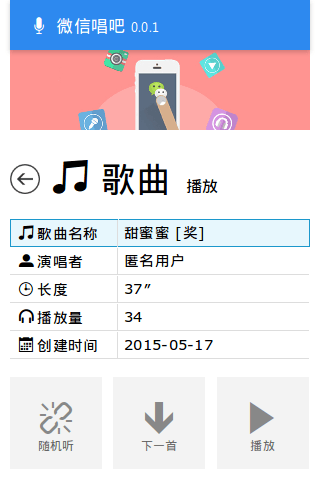 微信唱吧 0.0.1
歌曲 播放
歌曲名称 甜蜜蜜 [奖]
演唱者 匿名用户
长度 37″
播放量 34
创建时间 2015-05-17
随机听 下一首 播放